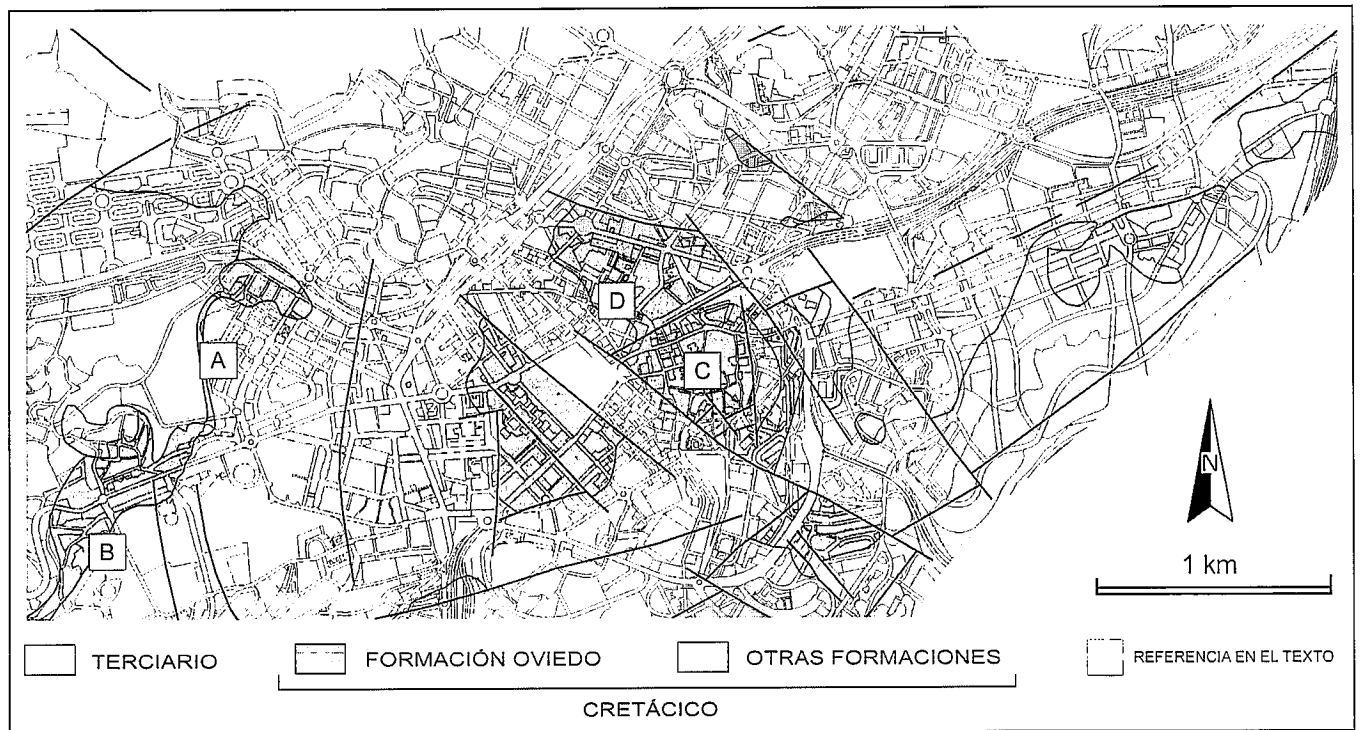 A
B
C
D
N
1 km
TERCIARIO
FORMACIÓN OVIEDO
OTRAS FORMACIONES
REFERENCIA EN EL TEXTO
CRETÁCICO